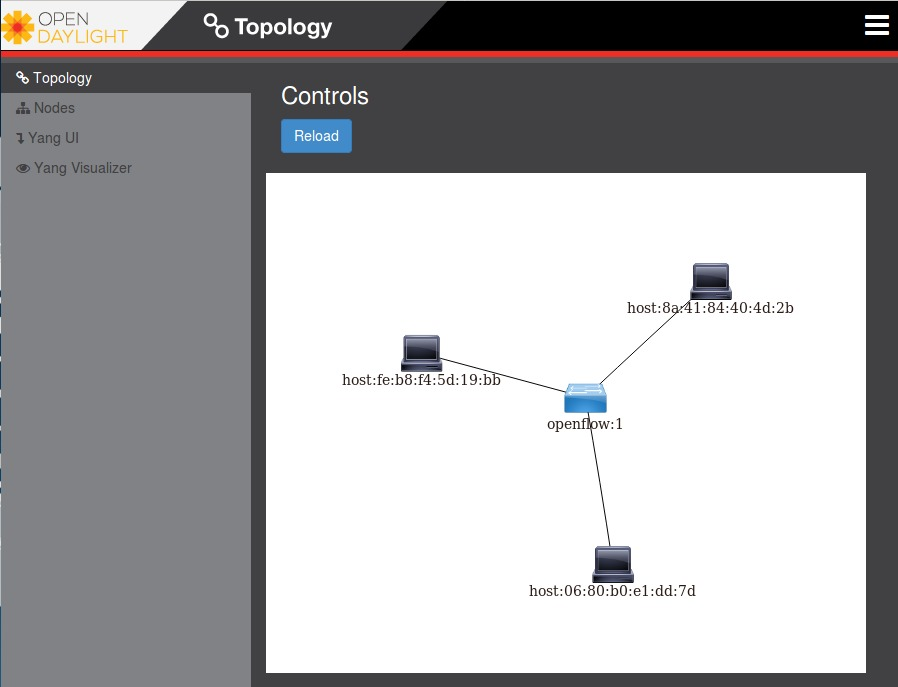 OPEN
DAYLIGHT
Topology
Topology
Nodes
Yang UI
Yang Visualizer
Controls
Reload
host:8a:41:84:40:4d:2b
host:fe:b8:f4:5d:19:bb
openflow:1
host:06:80:b0:e1:dd:7d